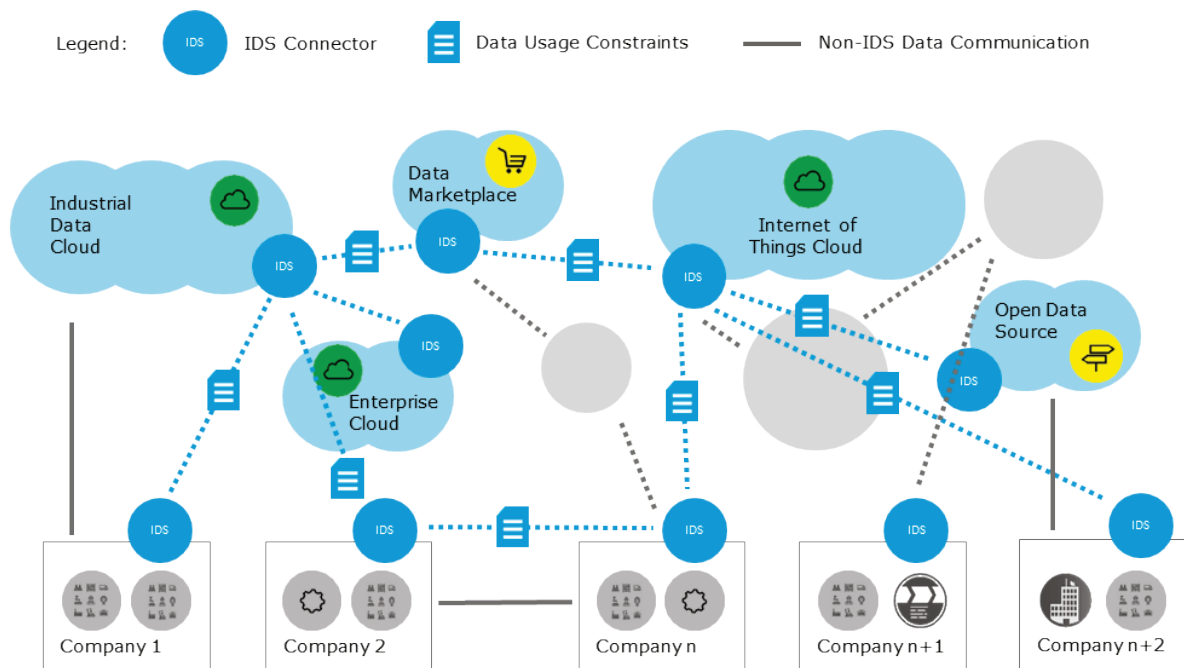 Legend:
IDS
IDS Connector
Data Usage Constraints
Non-IDS Data Communication
Industrial
Data
Cloud
Data
Marketplace
Internet of
Things Cloud
IDS
IDS
IDS
Open Data
Source
IDS
Enterprise
Cloud
IDS
IDS
IDS
IDS
IDS
IDS
Company 1
Company 2
Company n
Company n+1
Company n+2